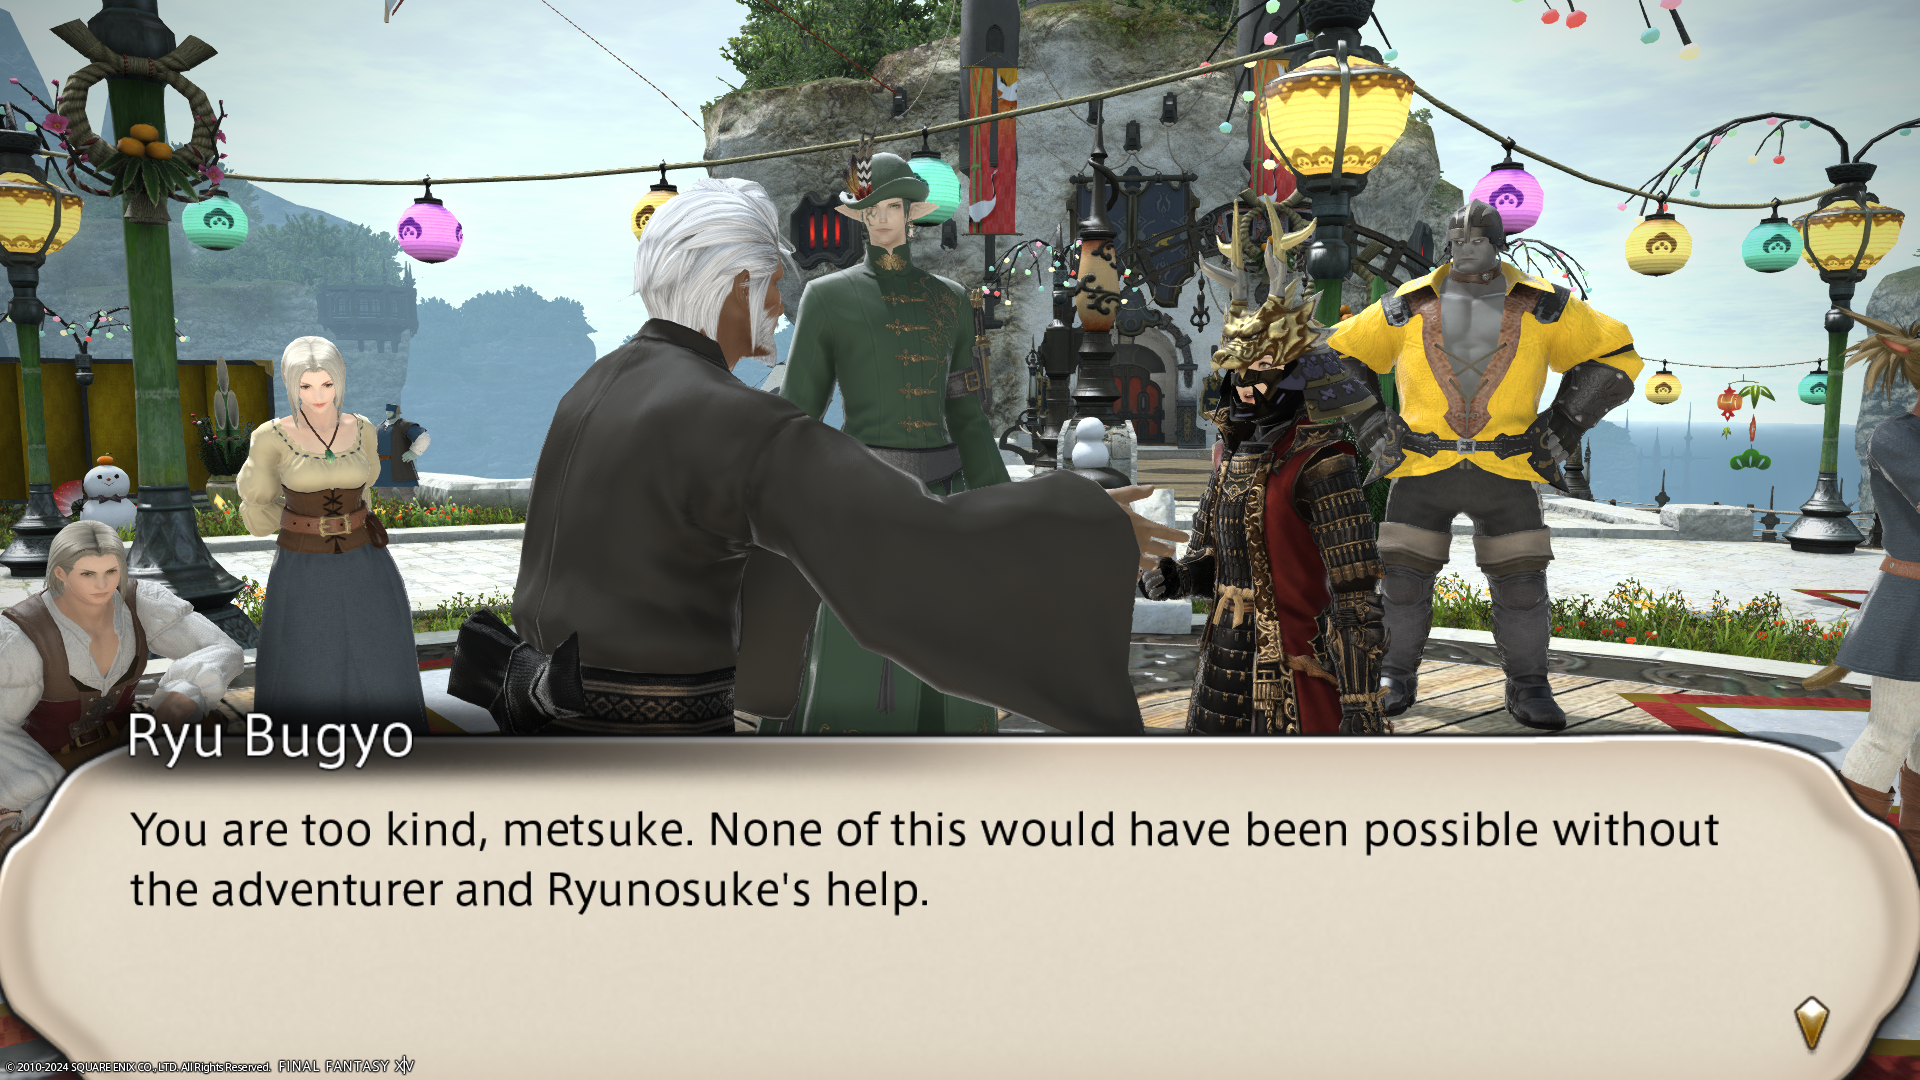 Ryu Bugyo
You are too kind, metsuke. None of this would have been possible without
the adventurer and Ryunosuke's help.
© 2010-2024 SQUARE ENIX CO., LTD. All Rights Reserved. FINAL FANTASY XIV